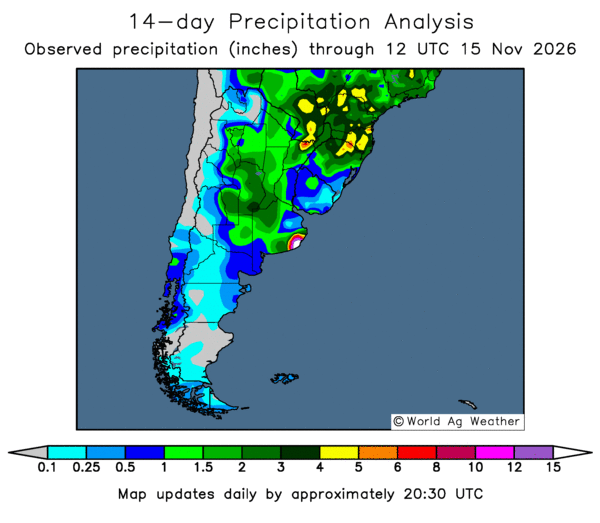 14-day Precipitation Analysis
Observed precipitation (inches) through 12 UTC 15 Nov 2026
© World Ag Weather
0.1 0.25 0.5 1 1.5 2 3 4 5 6 8 10 12 15
Map updates daily by approximately 20:30 UTC